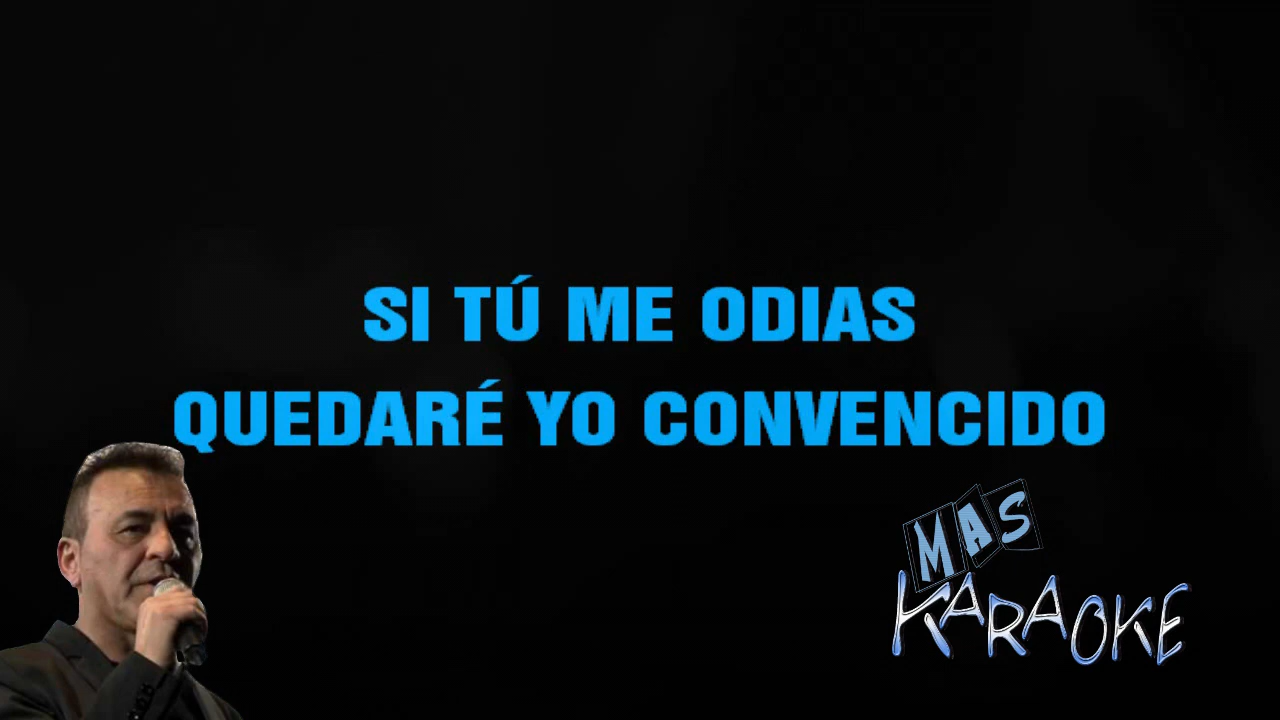 SI TÚ ME ODIAS
QUEDARÉ YO CONVENCIDO
MAS
KARAOKE